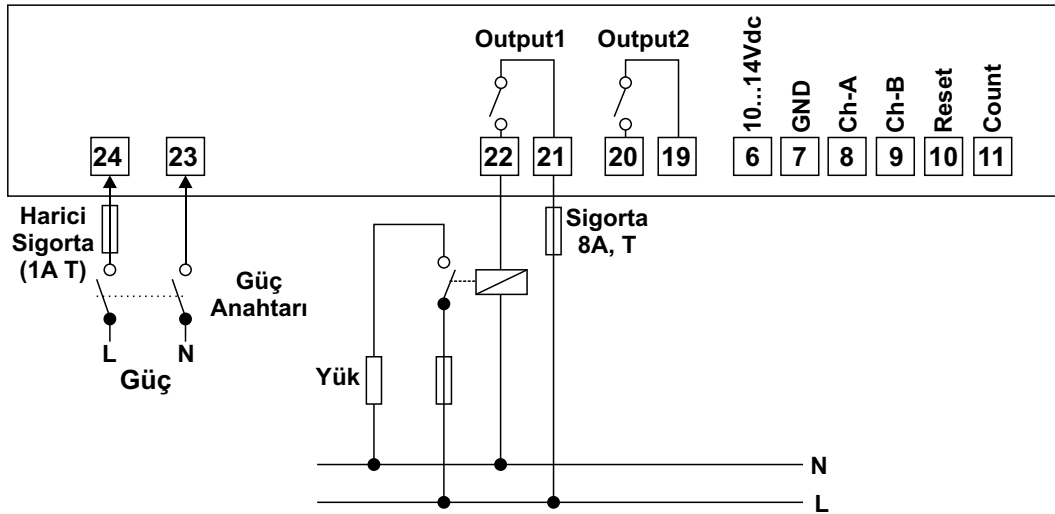 Output1
Output2
10...14Vdc
GND
Ch-A
Ch-B
Reset
Count
24
23
22
21
20
19
6
7
8
9
10
11
Harici
Sigorta
(1A T)
Güç
Anahtarı
L
N
Güç
Sigorta
8A, T
Yük
N
L